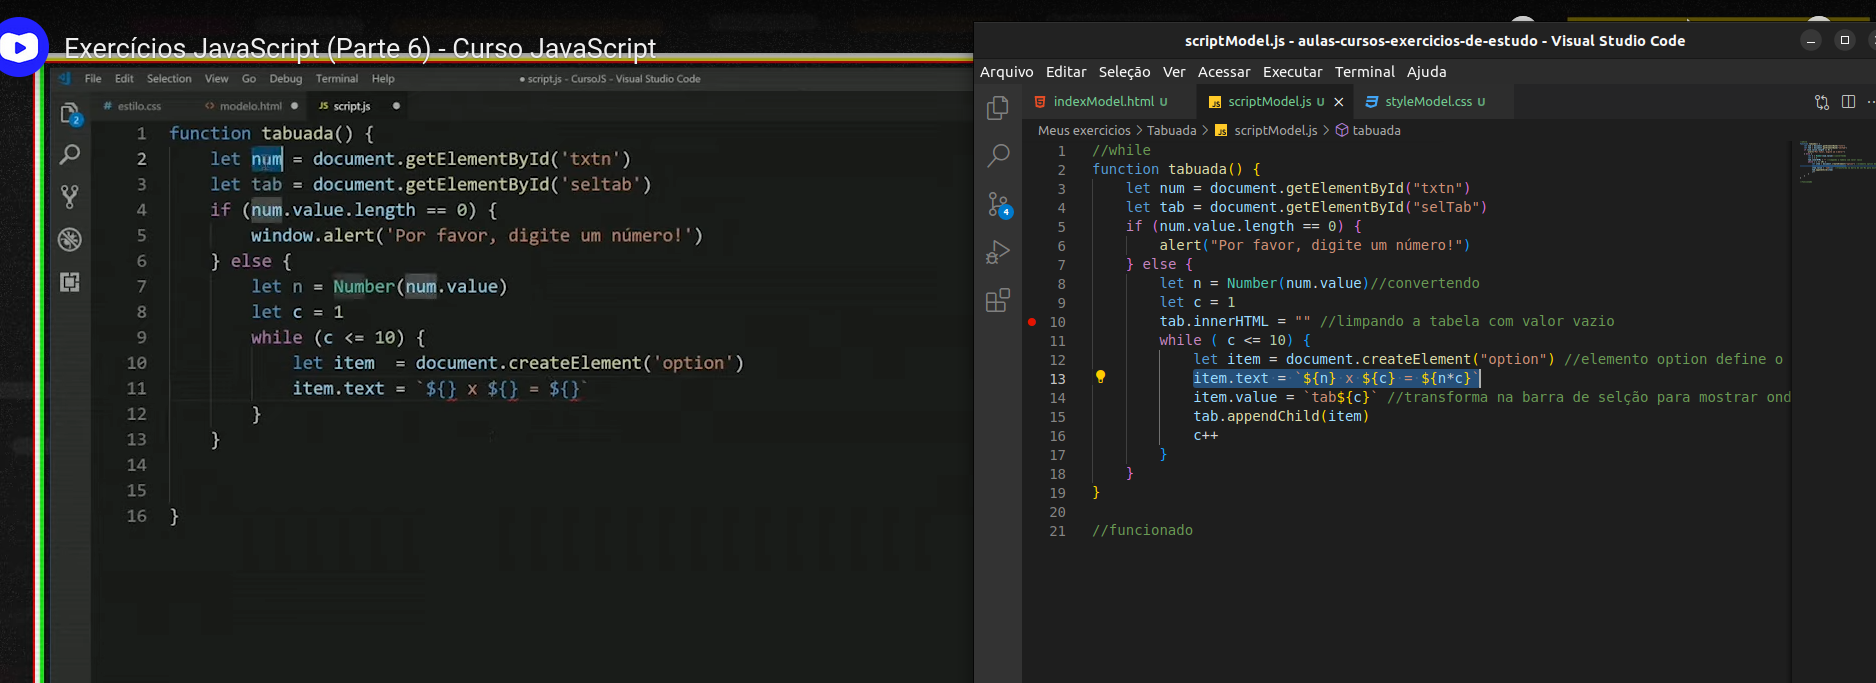 Exercícios JavaScript (Parte 6) - Curso JavaScript
File Edit Selection View Go Debug Terminal Help
● script.js - CursoJS - Visual Studio Code
# estilo.css
<> modelo.html ●
JS script.js ●
2
1 function tabuada() {
2 let num = document.getElementById('txtn')
3 let tab = document.getElementById('seltab')
4 if (num.value.length == 0) {
5 window.alert('Por favor, digite um número!')
6 } else {
7 let n = Number(num.value)
8 let c = 1
9 while (c <= 10) {
10 let item  = document.createElement('option')
11 item.text = `${} x ${} = ${}`
12 }
13 }
14
15
16 }
scriptModel.js - aulas-cursos-exercicios-de-estudo - Visual Studio Code
Arquivo Editar Seleção Ver Acessar Executar Terminal Ajuda
indexModel.html U
JS scriptModel.js U ×
styleModel.css U
Meus exercicios > Tabuada > JS scriptModel.js > tabuada
4
1 //while
2 function tabuada() {
3 let num = document.getElementById("txtn")
4 let tab = document.getElementById("selTab")
5 if (num.value.length == 0) {
6 alert("Por favor, digite um número!")
7 } else {
8 let n = Number(num.value)//convertendo
9 let c = 1
10 tab.innerHTML = "" //limpando a tabela com valor vazio
11 while ( c <= 10) {
12 let item = document.createElement("option") //elemento option define o
13 item.text = `${n} x ${c} = ${n*c}`
14 item.value = `tab${c}` //transforma na barra de selção para mostrar ond
15 tab.appendChild(item)
16 c++
17 }
18 }
19 }
20
21 //funcionado